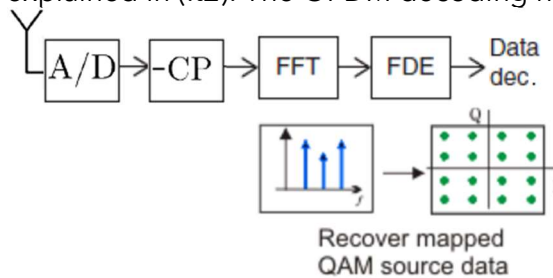 A/D
-CP
FFT
FDE
Data
dec.
Q
f
Recover mapped
QAM source data